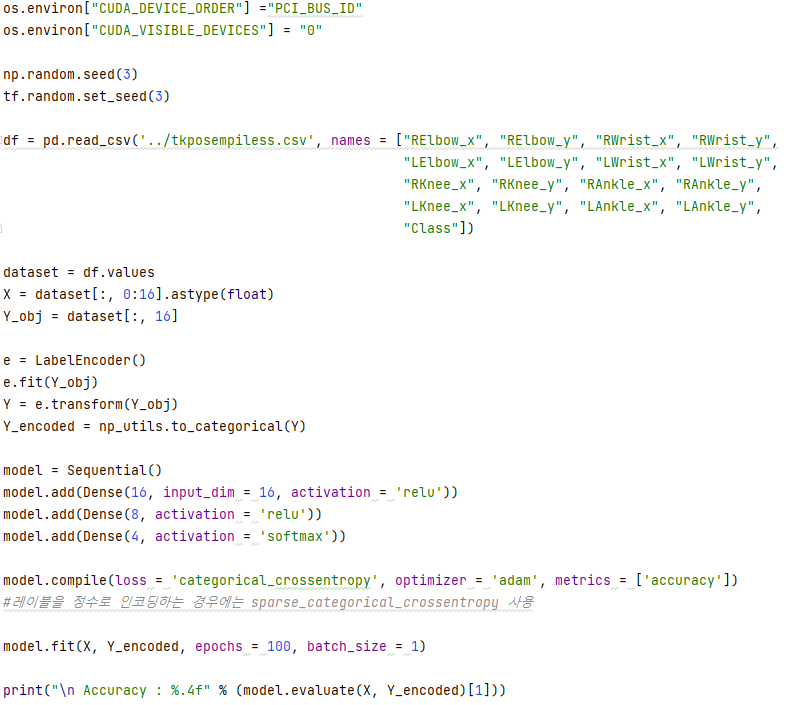 os.environ["CUDA_DEVICE_ORDER"] ="PCI_BUS_ID"
os.environ["CUDA_VISIBLE_DEVICES"] = "0"
np.random.seed(3)
tf.random.set_seed(3)
df = pd.read_csv('../tkposempiless.csv', names = ["RElbow_x", "RElbow_y", "RWrist_x", "RWrist_y",
"LElbow_x", "LElbow_y", "LWrist_x", "LWrist_y",
"RKnee_x", "RKnee_y", "RAnkle_x", "RAnkle_y",
"LKnee_x", "LKnee_y", "LAnkle_x", "LAnkle_y",
"Class"])
dataset = df.values
X = dataset[:, 0:16].astype(float)
Y_obj = dataset[:, 16]
e = LabelEncoder()
e.fit(Y_obj)
Y = e.transform(Y_obj)
Y_encoded = np_utils.to_categorical(Y)
model = Sequential()
model.add(Dense(16, input_dim = 16, activation = 'relu'))
model.add(Dense(8, activation = 'relu'))
model.add(Dense(4, activation = 'softmax'))
model.compile(loss = 'categorical_crossentropy', optimizer = 'adam', metrics = ['accuracy'])
#레이블을 정수로 인코딩하는 경우에는 sparse_categorical_crossentropy 사용
model.fit(X, Y_encoded, epochs = 100, batch_size = 1)
print("\n Accuracy : %.4f" % (model.evaluate(X, Y_encoded)[1]))